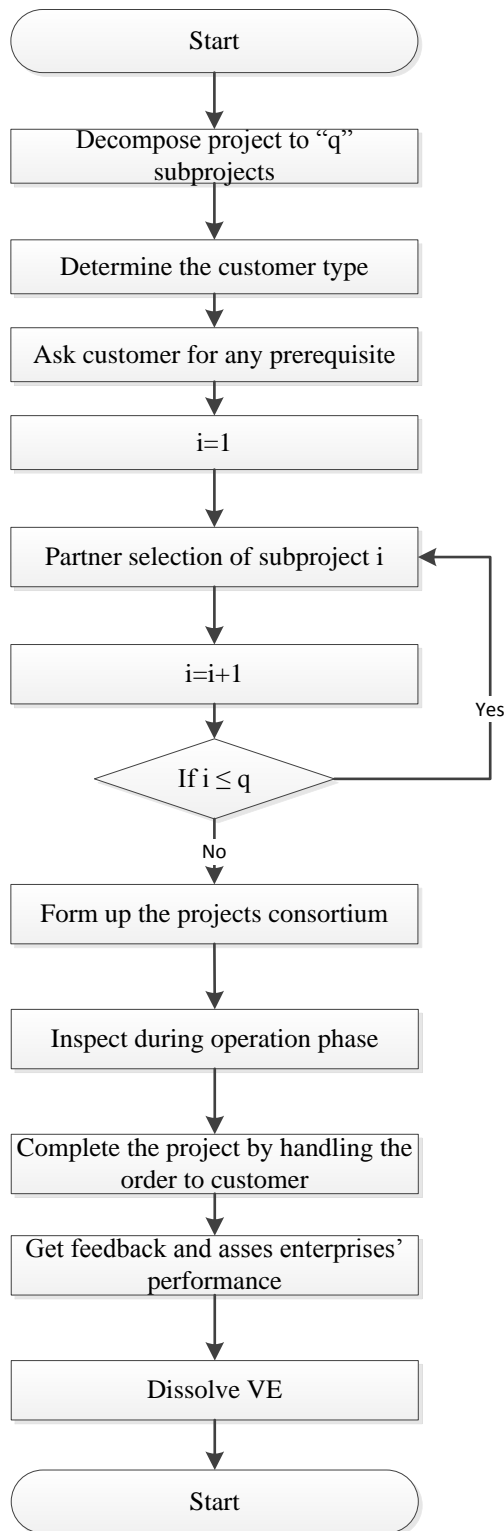 Start
Decompose project to “q”
subprojects
Determine the customer type
Ask customer for any prerequisite
i=1
Partner selection of subproject i
i=i+1
Yes
If i ≤ q
No
Form up the projects consortium
Inspect during operation phase
Complete the project by handling the
order to customer
Get feedback and asses enterprises’
performance
Dissolve VE
Start